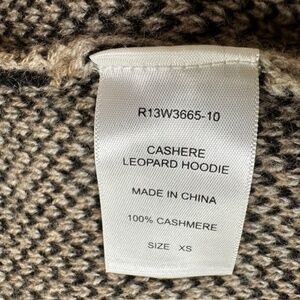 R13W3665-10
CASHERE
LEOPARD HOODIE
MADE IN CHINA
100% CASHMERE
SIZE XS